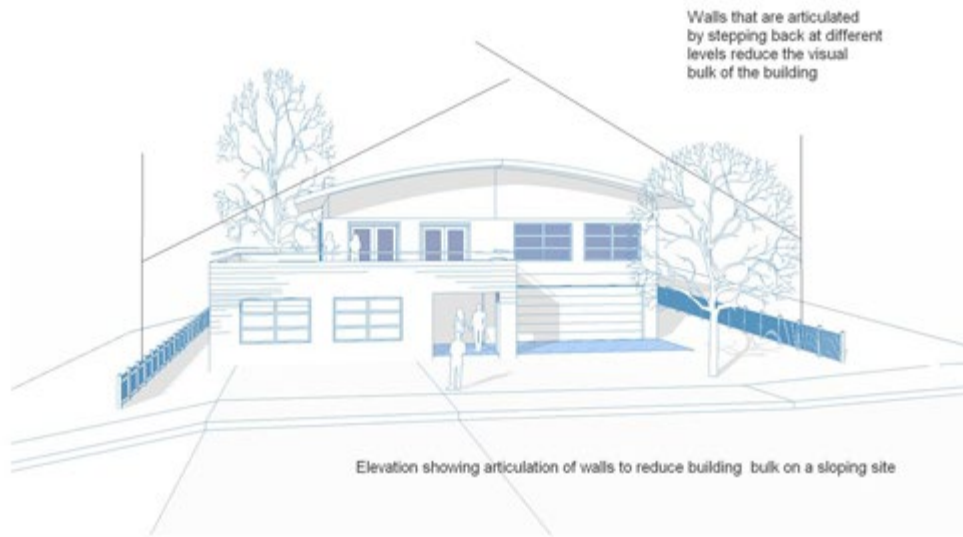 Walls that are articulated
by stepping back at different
levels reduce the visual
bulk of the building
Elevation showing articulation of walls to reduce building bulk on a sloping site